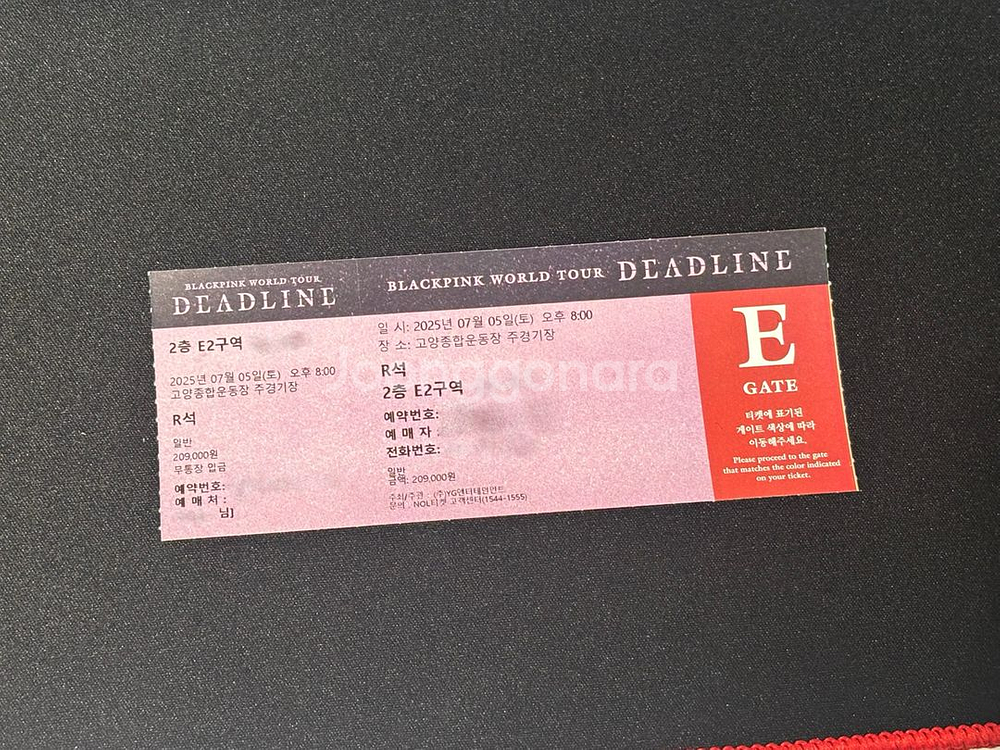 BLACKPINK WORLD TOUR
DEADLINE
2층 E2구역
2025년 07월 05일(토) 오후 8:00
고양종합운동장 주경기장
R석
일반
209,000원
무통장 입금
예약번호:
예 매 처 :
님]
BLACKPINK WORLD TOUR DEADLINE
일 시: 2025년 07월 05일(토) 오후 8:00
장 소: 고양종합운동장 주경기장
R석
2층 E2구역
예약번호:
예 매 자 :
전화번호:
일반
금액: 209,000원
주최/주관 : (주)YG엔터테인먼트
문의 : NOL티켓 고객센터(1544-1555)
E
GATE
티켓에 표기된
게이트 색상에 따라
이동해주세요.
Please proceed to the gate
that matches the color indicated
on your ticket.
Joonggonara